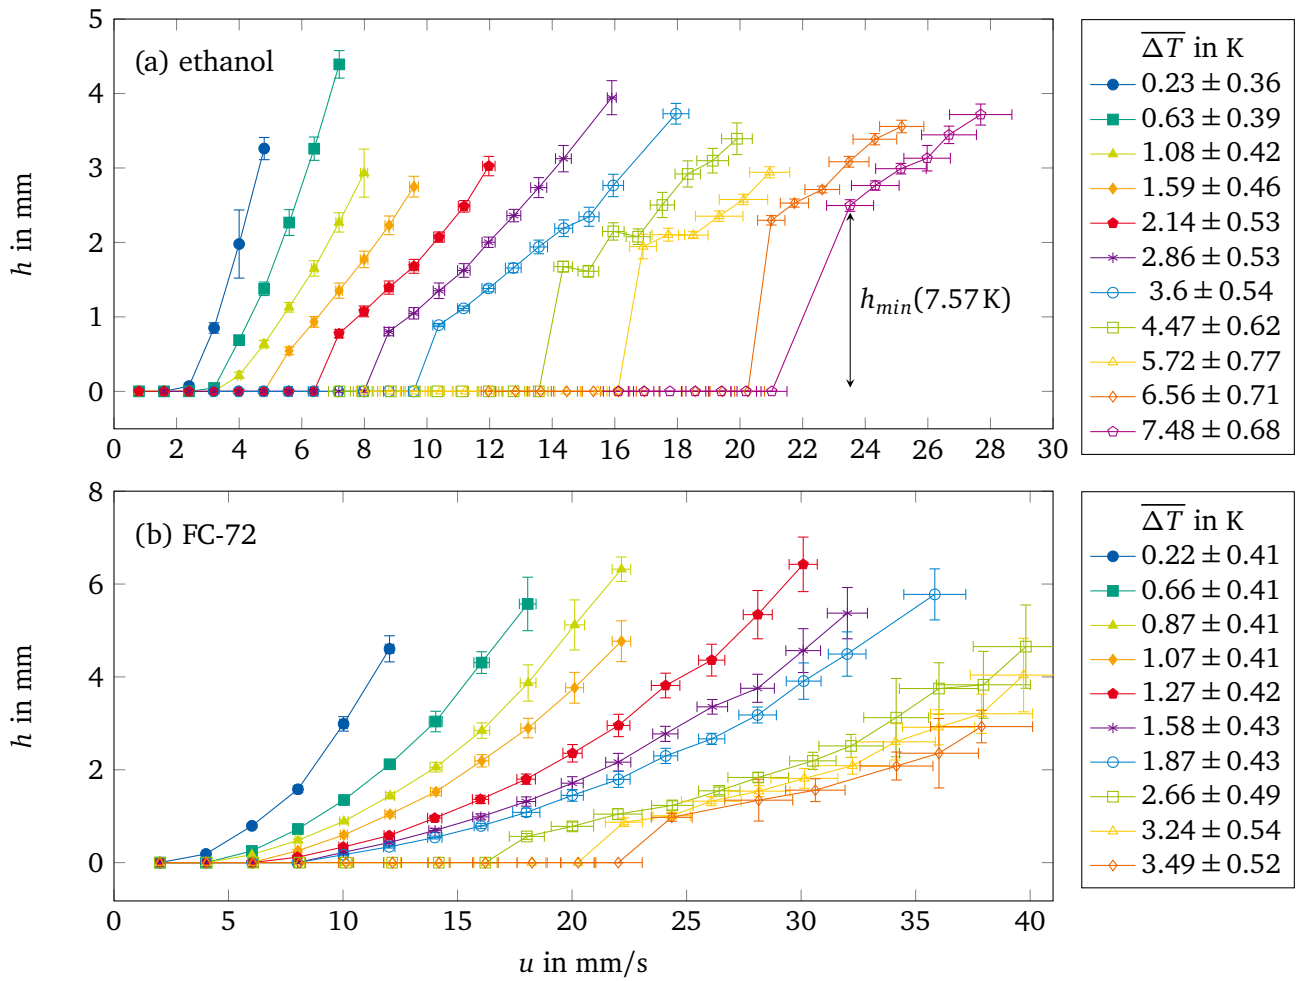 (a) ethanol
h in mm
5
4
3
2
1
0
h_min(7.57 K)
0 2 4 6 8 10 12 14 16 18 20 22 24 26 28 30
Δ̅T̅ in K
0.23 ± 0.36
0.63 ± 0.39
1.08 ± 0.42
1.59 ± 0.46
2.14 ± 0.53
2.86 ± 0.53
3.6 ± 0.54
4.47 ± 0.62
5.72 ± 0.77
6.56 ± 0.71
7.48 ± 0.68
(b) FC-72
h in mm
8
6
4
2
0
0 5 10 15 20 25 30 35 40
u in mm/s
Δ̅T̅ in K
0.22 ± 0.41
0.66 ± 0.41
0.87 ± 0.41
1.07 ± 0.41
1.27 ± 0.42
1.58 ± 0.43
1.87 ± 0.43
2.66 ± 0.49
3.24 ± 0.54
3.49 ± 0.52